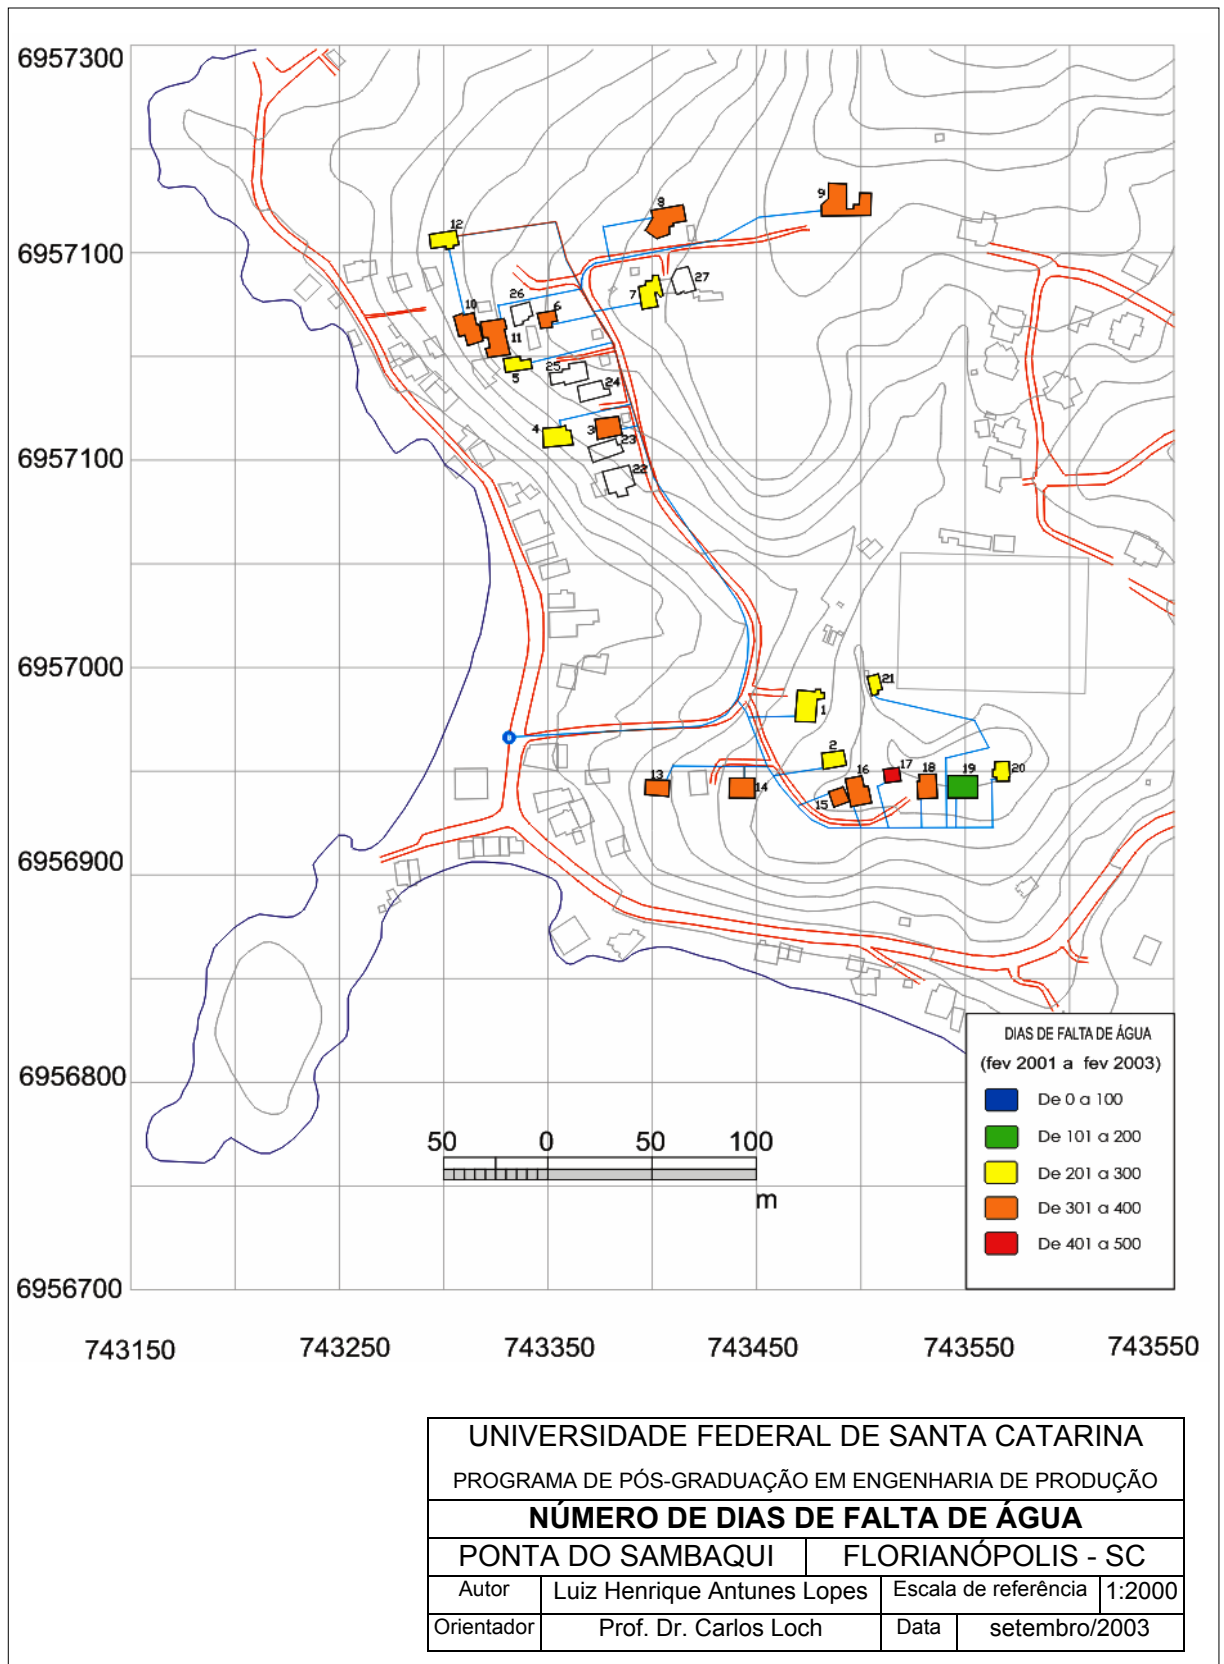 6957300
6957100
6957100
6957000
6956900
6956800
6956700
743150
743250
743350
743450
743550
743550
12
8
9
10
11
26
6
7
27
5
25
24
4
3
23
22
1
2
21
13
14
15
16
17
18
19
20
50 0 50 100
m
DIAS DE FALTA DE ÁGUA
(fev 2001 a fev 2003)
De 0 a 100
De 101 a 200
De 201 a 300
De 301 a 400
De 401 a 500
UNIVERSIDADE FEDERAL DE SANTA CATARINA
PROGRAMA DE PÓS-GRADUAÇÃO EM ENGENHARIA DE PRODUÇÃO
NÚMERO DE DIAS DE FALTA DE ÁGUA
PONTA DO SAMBAQUI FLORIANÓPOLIS - SC
Autor Luiz Henrique Antunes Lopes Escala de referência 1:2000
Orientador Prof. Dr. Carlos Loch Data setembro/2003